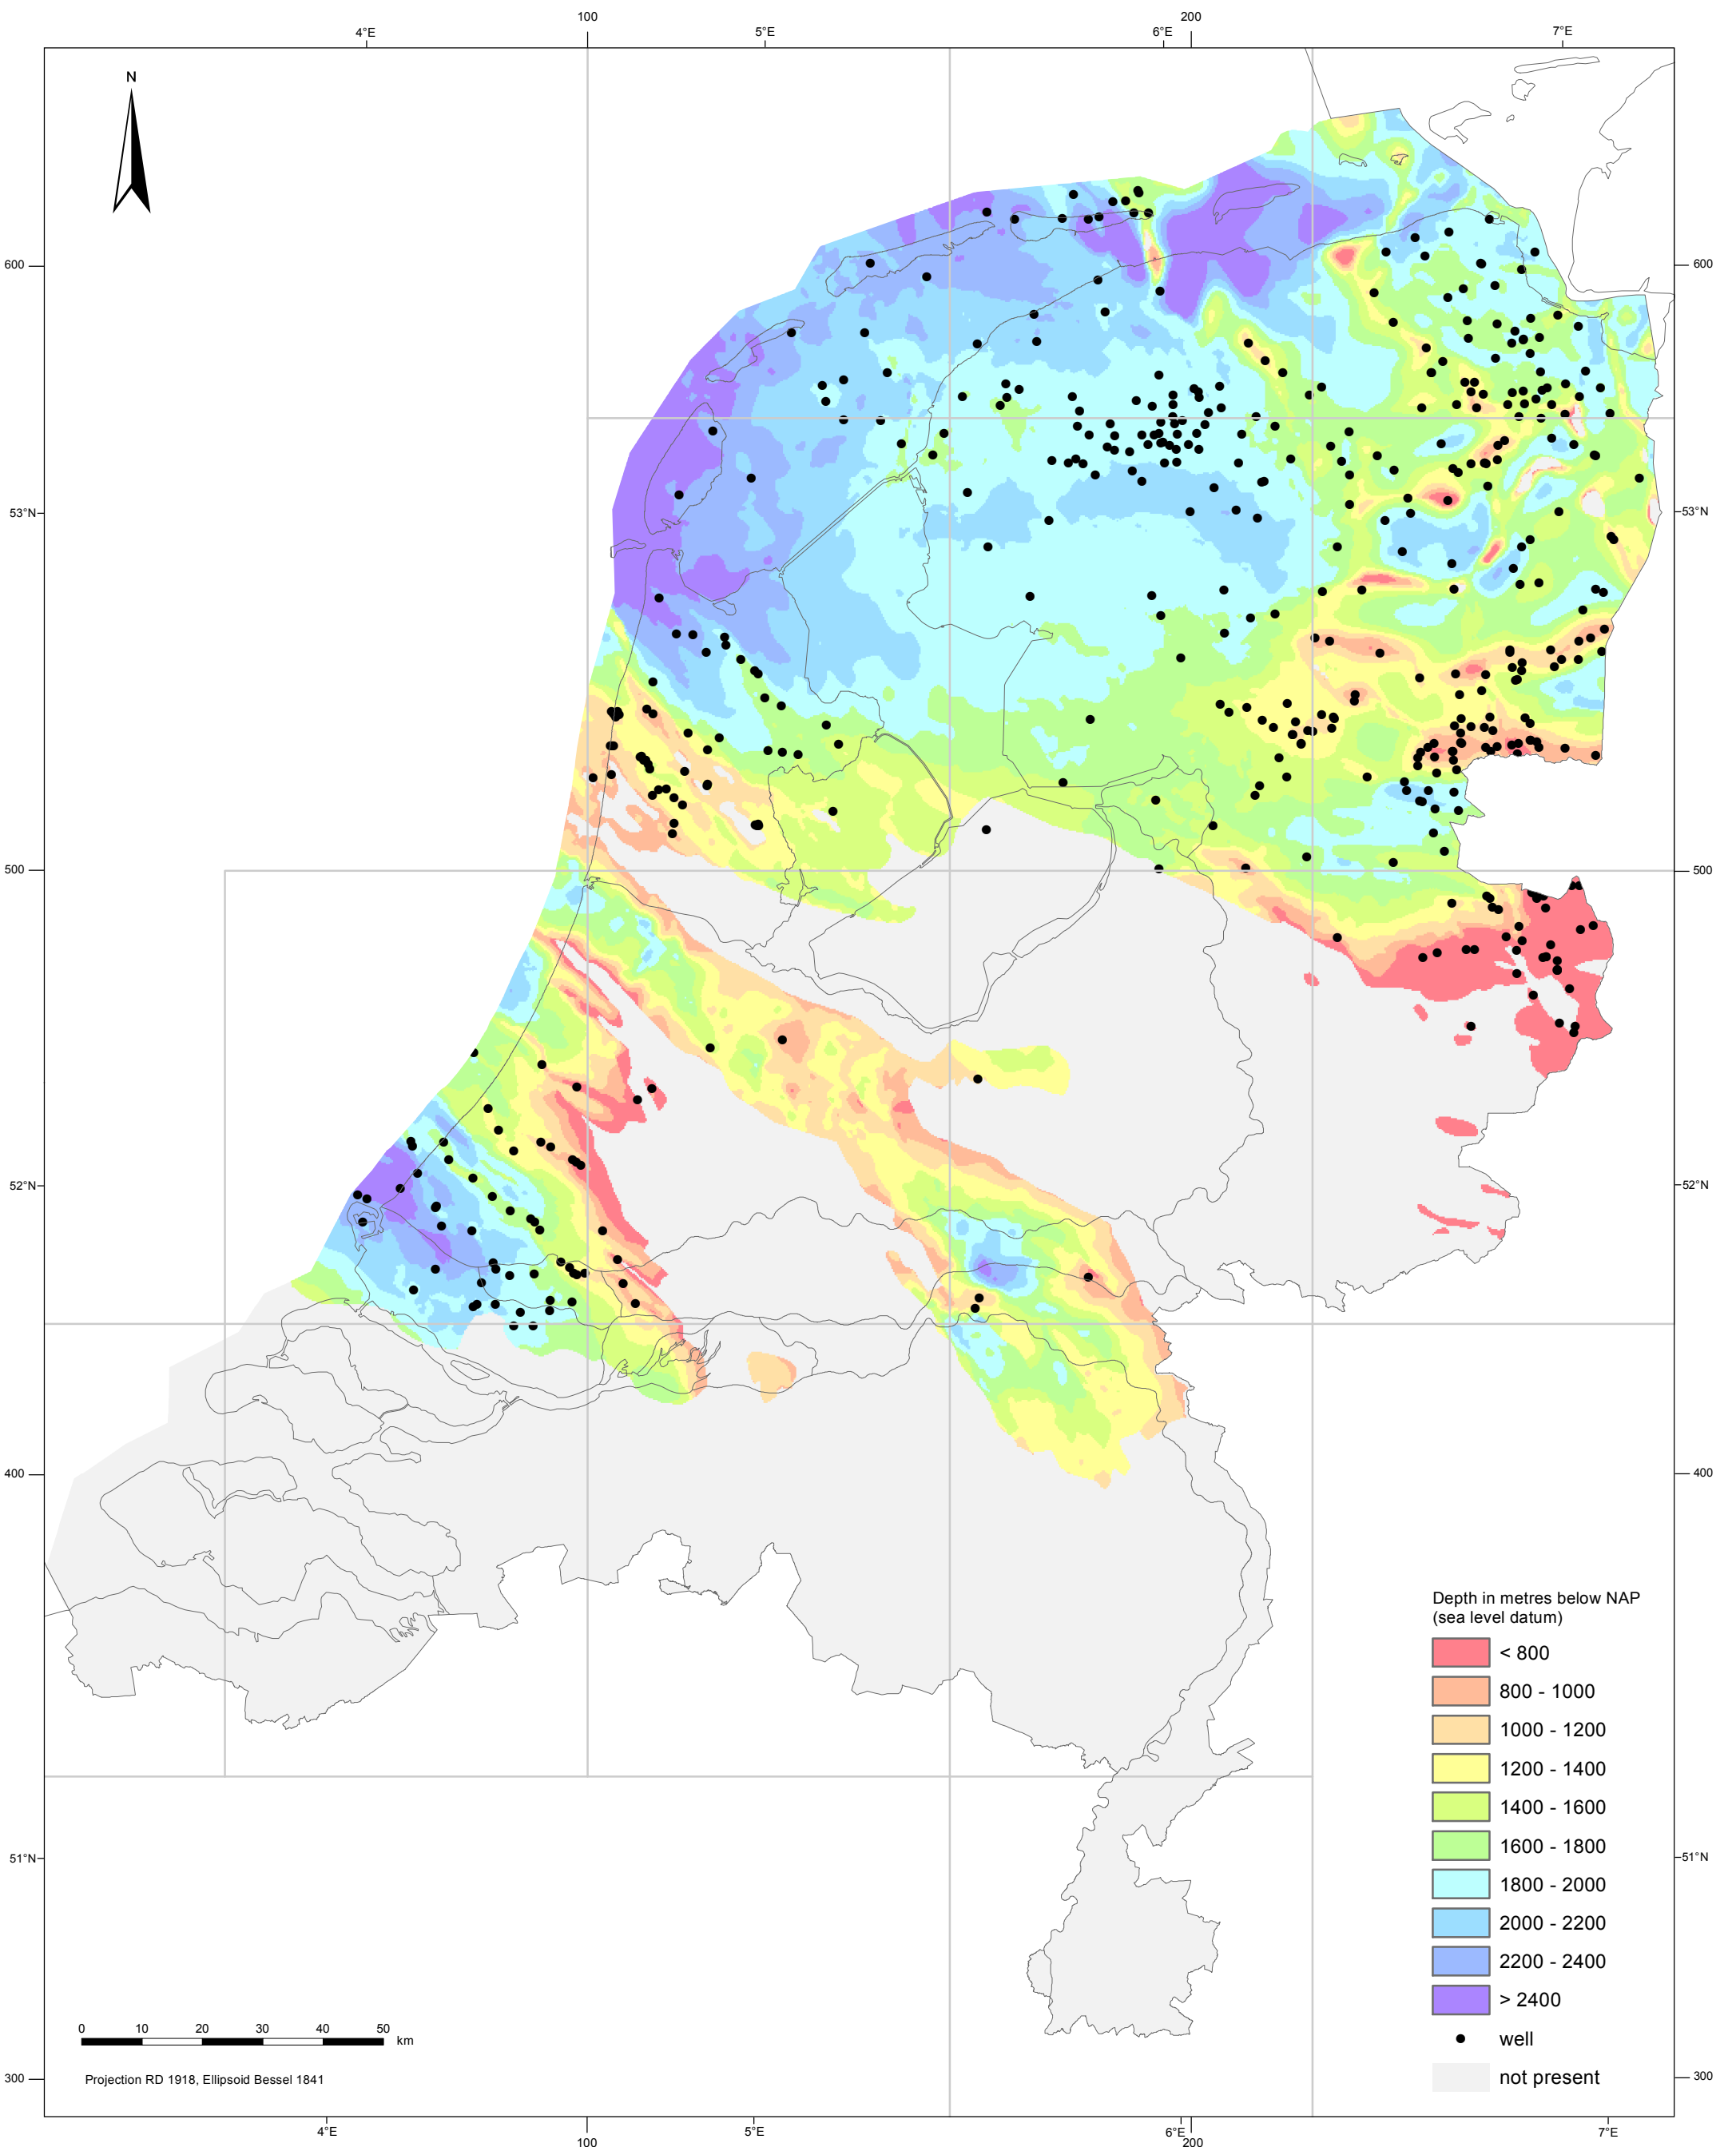 100
200
4°E
5°E
6°E
7°E
N
600
600
53°N
53°N
500
500
52°N
52°N
400
400
Depth in metres below NAP
(sea level datum)
< 800
800 - 1000
1000 - 1200
1200 - 1400
1400 - 1600
1600 - 1800
51°N
51°N
1800 - 2000
2000 - 2200
2200 - 2400
> 2400
0 10 20 30 40 50 km
well
Projection RD 1918, Ellipsoid Bessel 1841
not present
300
300
4°E
5°E
6°E
7°E
100
200